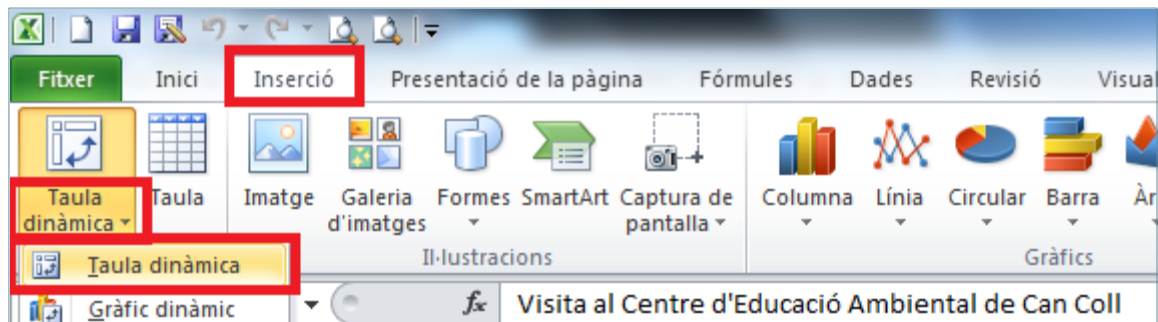 Fitxer Inici Inserció Presentació de la pàgina Fórmules Dades Revisió
Taula dinàmica
Taula
Imatge
Galeria d'imatges
Formes
SmartArt
Captura de pantalla
Columna
Línia
Circular
Barra
Il·lustracions
Gràfics
Taula dinàmica
Gràfic dinàmic
fx Visita al Centre d'Educació Ambiental de Can Coll